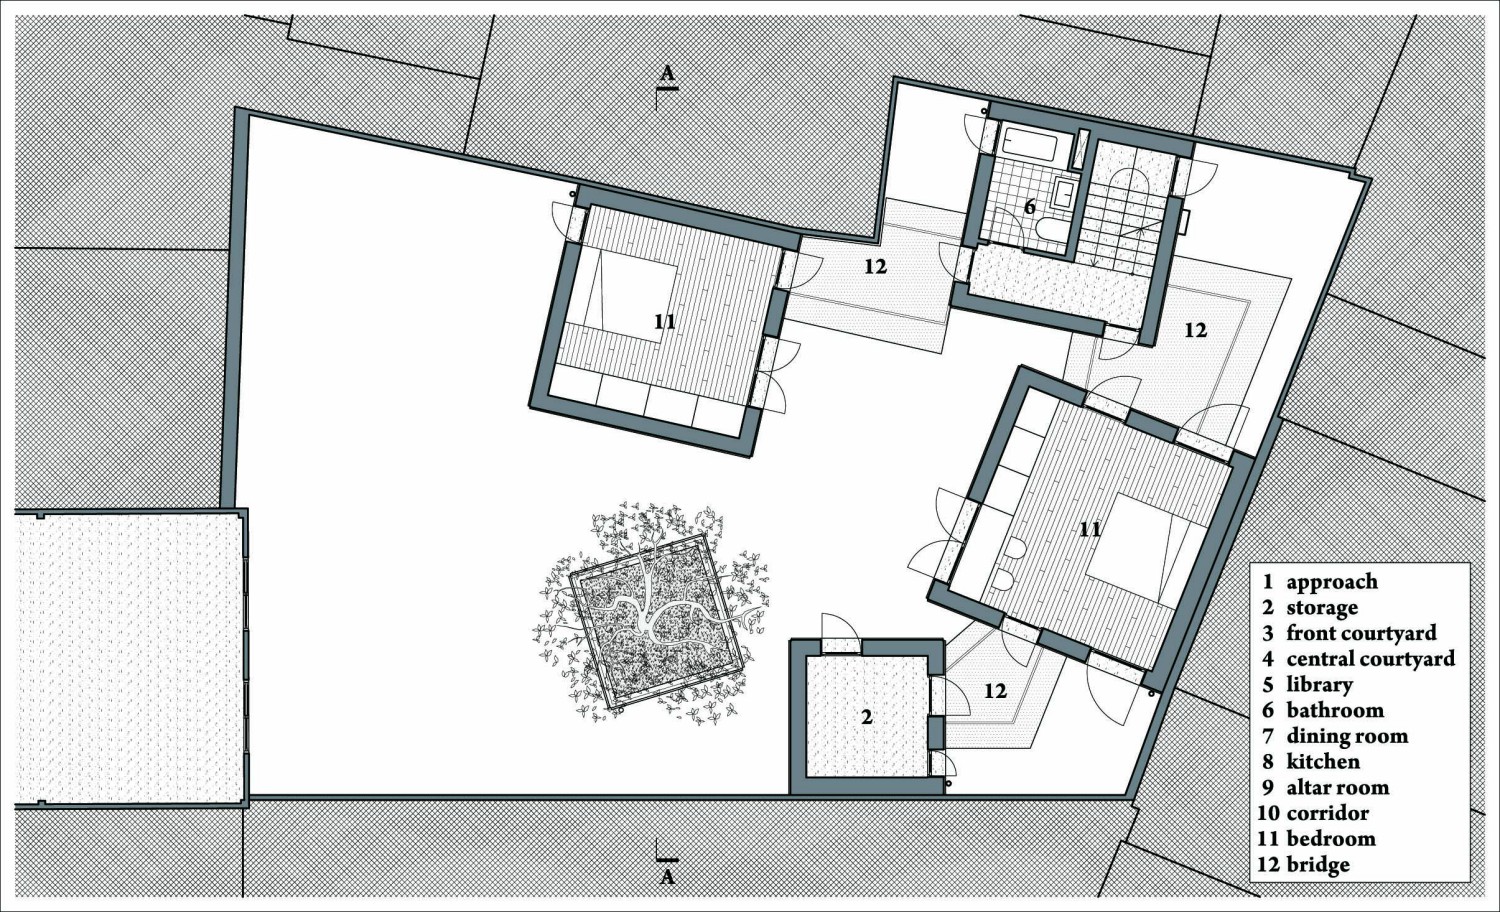 A
6
12
11
12
11
12
2
1 approach
2 storage
3 front courtyard
4 central courtyard
5 library
6 bathroom
7 dining room
8 kitchen
9 altar room
10 corridor
11 bedroom
12 bridge
A